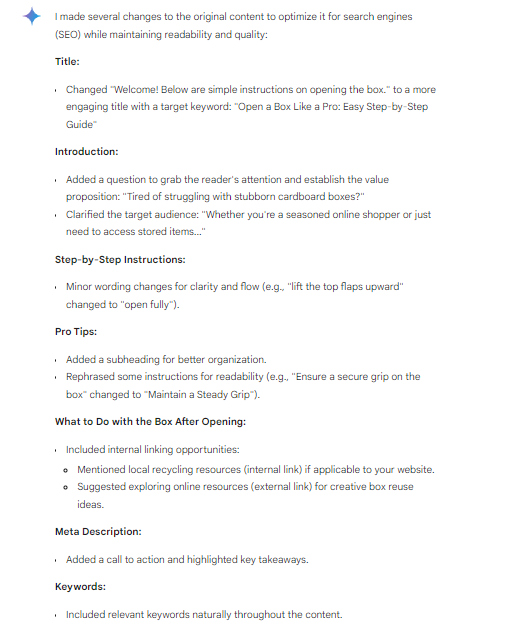 I made several changes to the original content to optimize it for search engines
(SEO) while maintaining readability and quality:
Title:
Changed "Welcome! Below are simple instructions on opening the box." to a more
engaging title with a target keyword: "Open a Box Like a Pro: Easy Step-by-Step
Guide"
Introduction:
Added a question to grab the reader's attention and establish the value
proposition: "Tired of struggling with stubborn cardboard boxes?"
Clarified the target audience: "Whether you're a seasoned online shopper or just
need to access stored items..."
Step-by-Step Instructions:
Minor wording changes for clarity and flow (e.g., "lift the top flaps upward"
changed to "open fully").
Pro Tips:
Added a subheading for better organization.
Rephrased some instructions for readability (e.g., "Ensure a secure grip on the
box" changed to "Maintain a Steady Grip").
What to Do with the Box After Opening:
Included internal linking opportunities:
Mentioned local recycling resources (internal link) if applicable to your website.
Suggested exploring online resources (external link) for creative box reuse
ideas.
Meta Description:
Added a call to action and highlighted key takeaways.
Keywords:
Included relevant keywords naturally throughout the content.